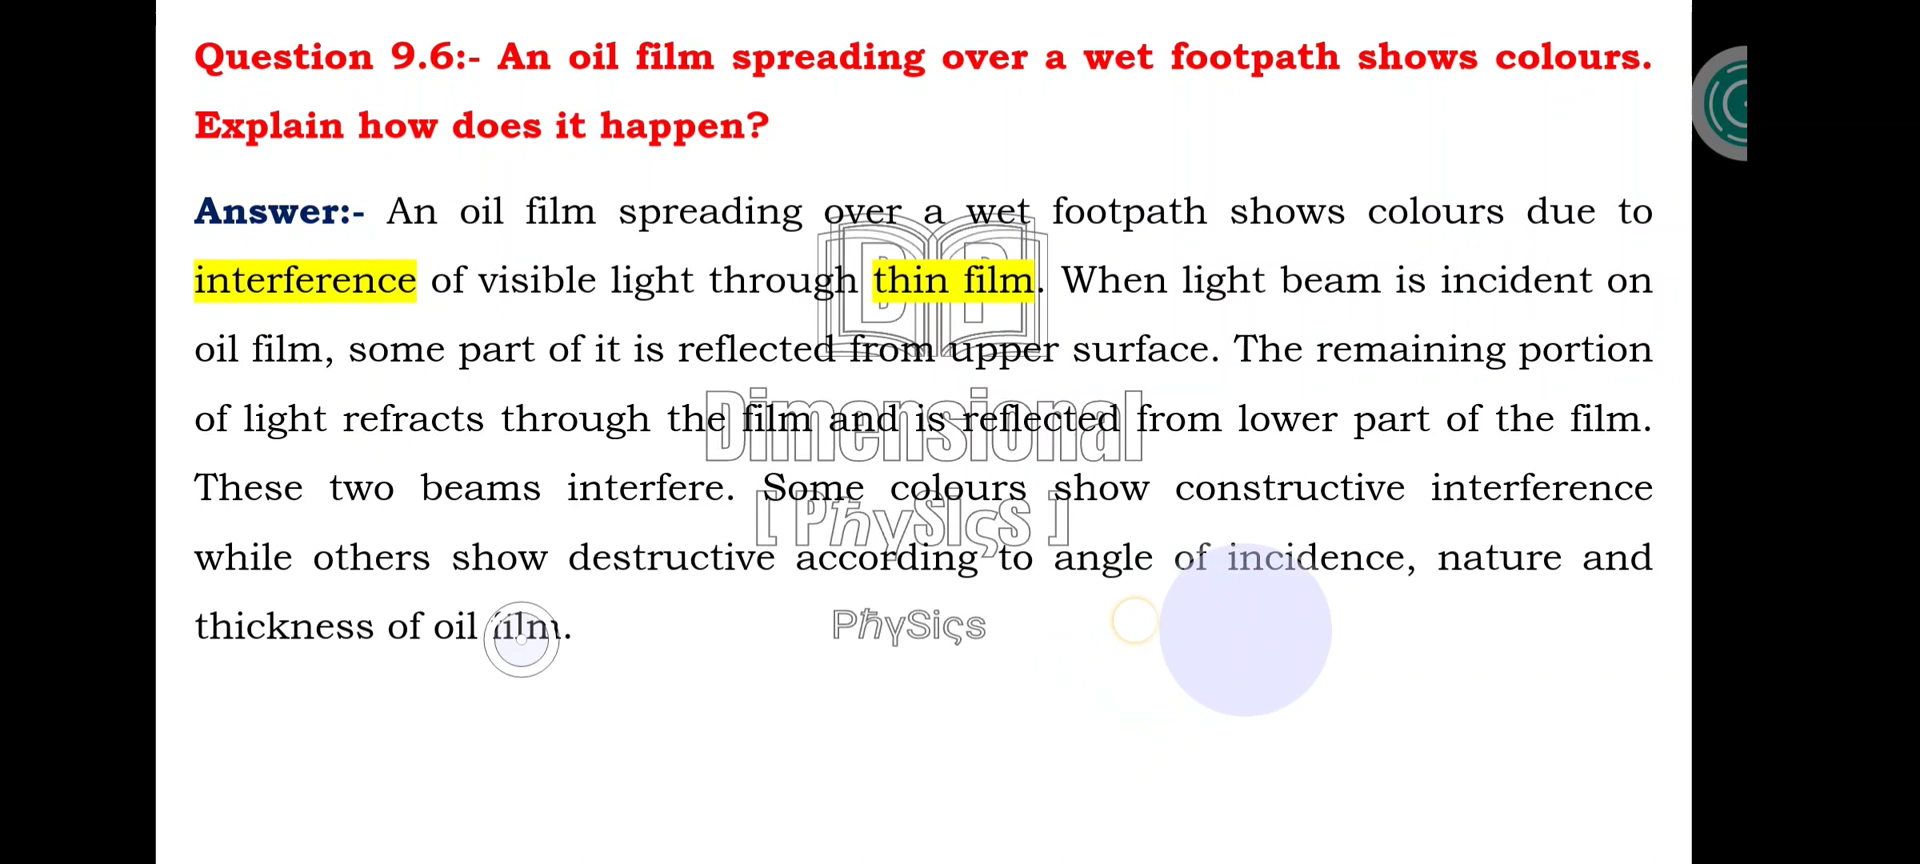 Question 9.6:- An oil film spreading over a wet footpath shows colours.
Explain how does it happen?
Answer:- An oil film spreading over a wet footpath shows colours due to
interference of visible light through thin film. When light beam is incident on
oil film, some part of it is reflected from upper surface. The remaining portion
of light refracts through the film and is reflected from lower part of the film.
These two beams interfere. Some colours show constructive interference
while others show destructive according to angle of incidence, nature and
thickness of oil film.
D P
Dimensional
[ PℏγSiςs ]
PℏγSiςs